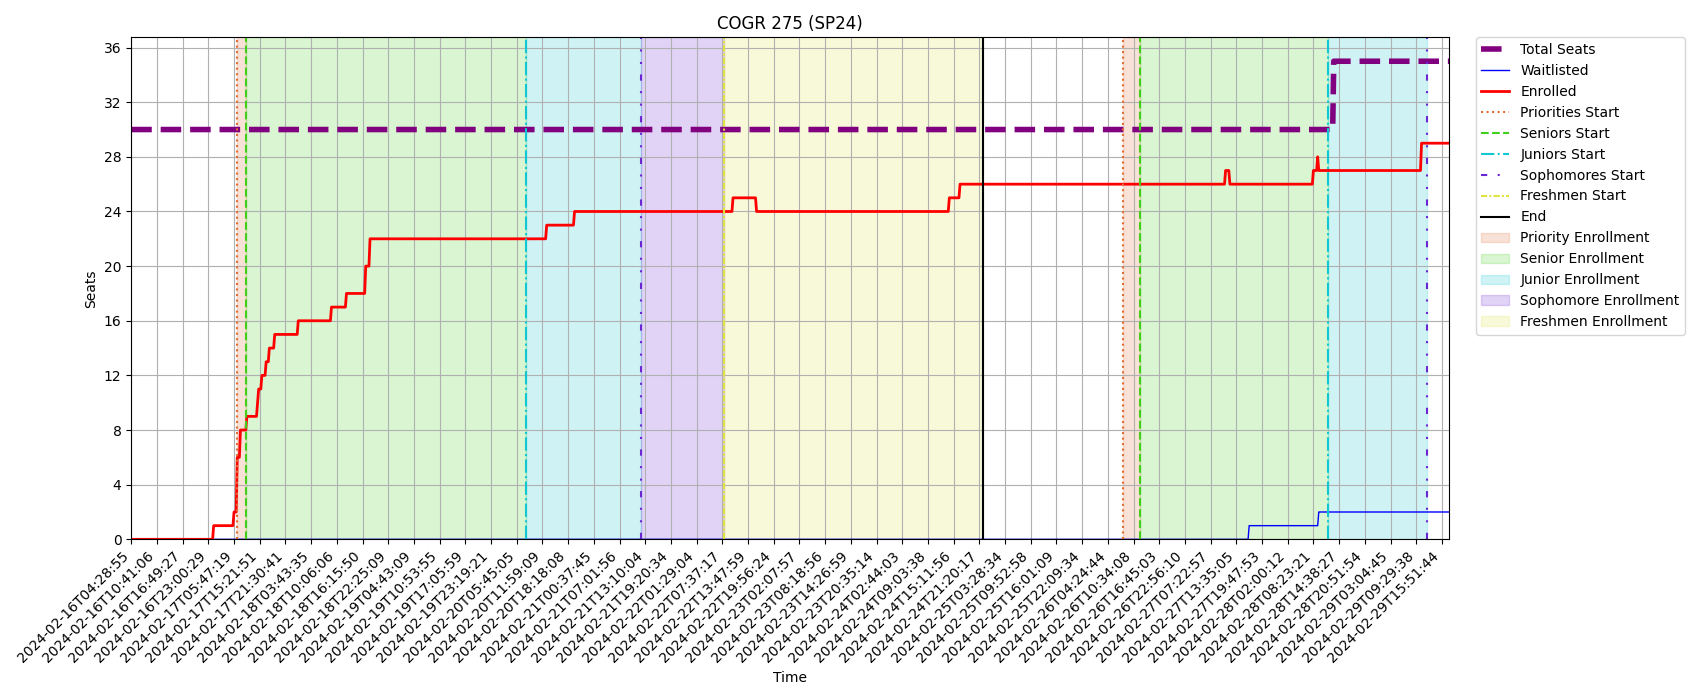 COGR 275 (SP24)
Seats
36
32
28
24
20
16
12
8
4
0
2024-02-16T04:28:55
2024-02-16T10:41:06
2024-02-16T16:49:27
2024-02-16T23:00:29
2024-02-17T05:47:19
2024-02-17T15:21:51
2024-02-17T21:30:41
2024-02-18T03:43:35
2024-02-18T10:06:06
2024-02-18T16:15:50
2024-02-18T22:25:09
2024-02-19T04:43:09
2024-02-19T10:53:55
2024-02-19T17:05:59
2024-02-19T23:19:21
2024-02-20T05:45:05
2024-02-20T11:59:09
2024-02-20T18:18:08
2024-02-21T00:37:45
2024-02-21T07:01:56
2024-02-21T13:10:04
2024-02-21T19:20:34
2024-02-22T01:29:04
2024-02-22T07:37:17
2024-02-22T13:47:59
2024-02-22T19:56:24
2024-02-23T02:07:57
2024-02-23T08:18:56
2024-02-23T14:26:59
2024-02-23T20:35:14
2024-02-24T02:44:03
2024-02-24T09:03:38
2024-02-24T15:11:56
2024-02-24T21:20:17
2024-02-25T03:28:34
2024-02-25T09:52:58
2024-02-25T16:01:09
2024-02-25T22:09:34
2024-02-26T04:24:44
2024-02-26T10:34:08
2024-02-26T16:45:03
2024-02-26T22:56:10
2024-02-27T07:22:57
2024-02-27T13:35:05
2024-02-27T19:47:53
2024-02-28T02:00:12
2024-02-28T08:23:21
2024-02-28T14:38:27
2024-02-28T20:51:54
2024-02-29T03:04:45
2024-02-29T09:29:38
2024-02-29T15:51:44
Time
Total Seats
Waitlisted
Enrolled
Priorities Start
Seniors Start
Juniors Start
Sophomores Start
Freshmen Start
End
Priority Enrollment
Senior Enrollment
Junior Enrollment
Sophomore Enrollment
Freshmen Enrollment